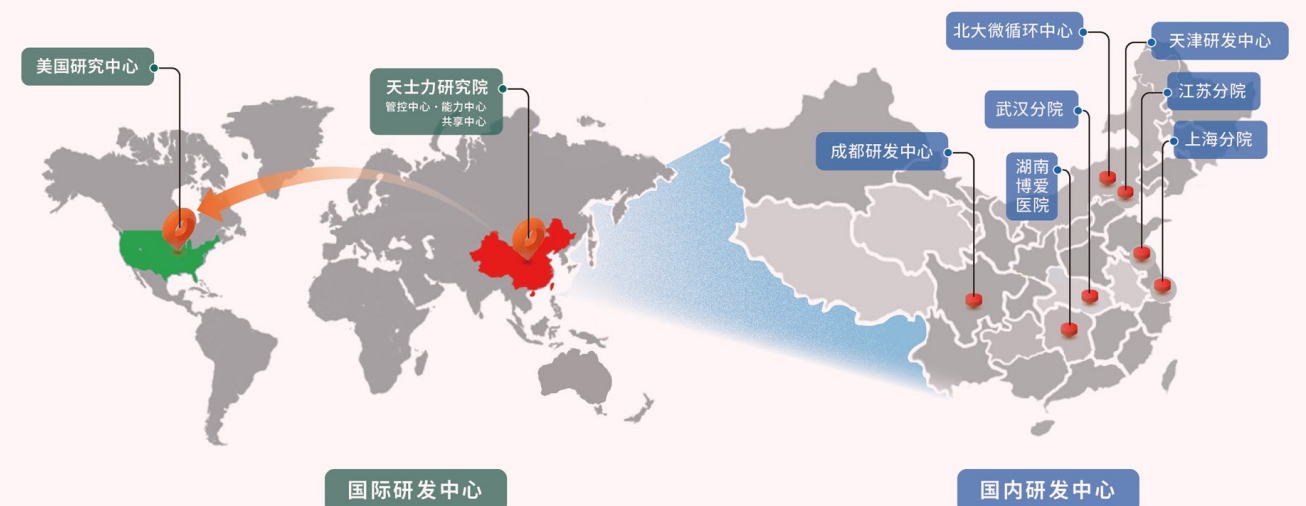 美国研究中心
天士力研究院
管控中心·能力中心
共享中心
北大微循环中心
天津研发中心
江苏分院
武汉分院
上海分院
成都研发中心
湖南
博爱
医院
国际研发中心
国内研发中心